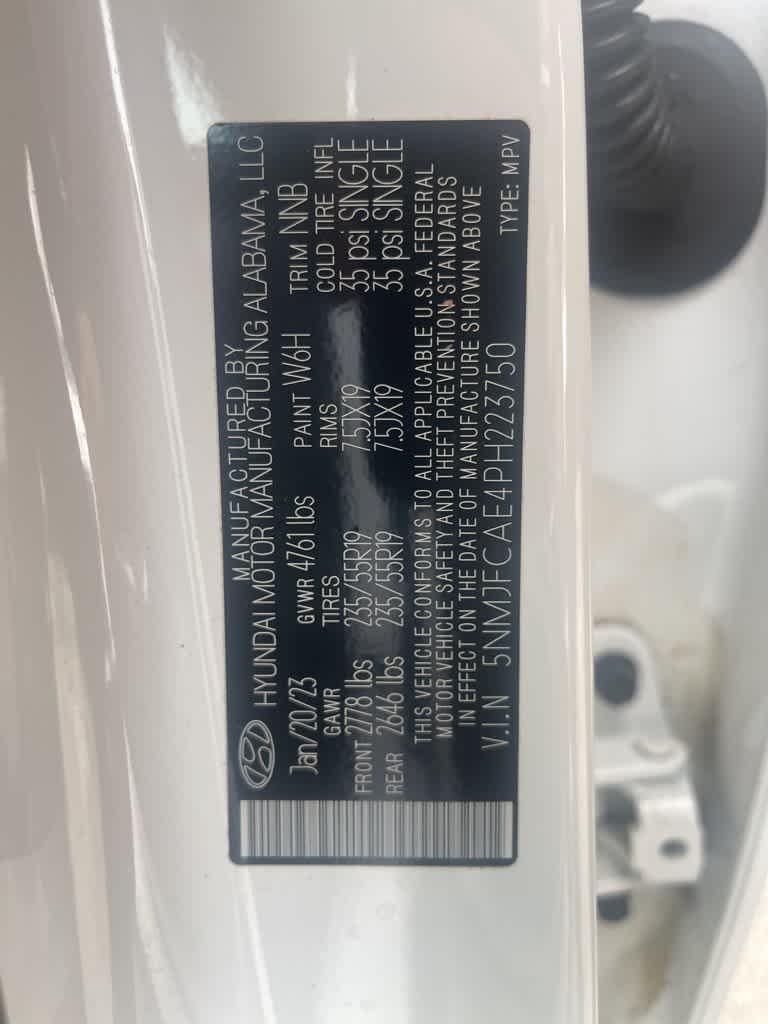 MANUFACTURED BY
HYUNDAI MOTOR MANUFACTURING ALABAMA, LLC
Jan/20/23 GVWR 4761 lbs PAINT W6H TRIM NNB
GAWR TIRES RIMS COLD TIRE INFL
FRONT 2778 lbs 235/55R19 7.5JX19 35 psi SINGLE
REAR 2646 lbs 235/55R19 7.5JX19 35 psi SINGLE
THIS VEHICLE CONFORMS TO ALL APPLICABLE U.S.A. FEDERAL
MOTOR VEHICLE SAFETY AND THEFT PREVENTION STANDARDS
IN EFFECT ON THE DATE OF MANUFACTURE SHOWN ABOVE
V.I.N 5NMJFCAE4PH223750 TYPE: MPV